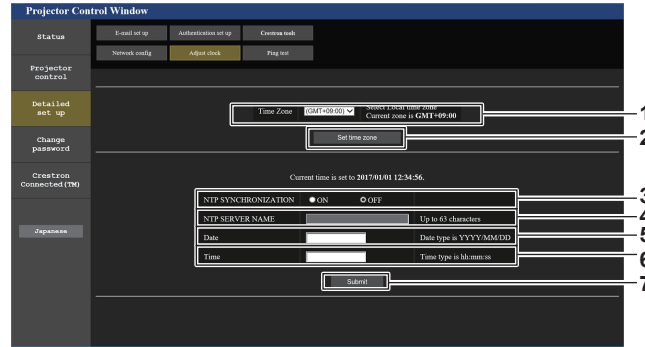 Projector Control Window
Status
E-mail set up
Authentication set up
Crestron tools
Network config
Adjust clock
Ping test
Projector
control
Detailed
set up
Change
password
Crestron
Connected(TM)
Japanese
Time Zone
(GMT+09:00)
Select Local time zone
Current zone is GMT+09:00
1
Set time zone
2
Current time is set to 2017/01/01 12:34:56.
NTP SYNCHRONIZATION ON OFF
3
NTP SERVER NAME Up to 63 characters
4
Date Date type is YYYY/MM/DD
5
Time Time type is hh:mm:ss
6
Submit
7